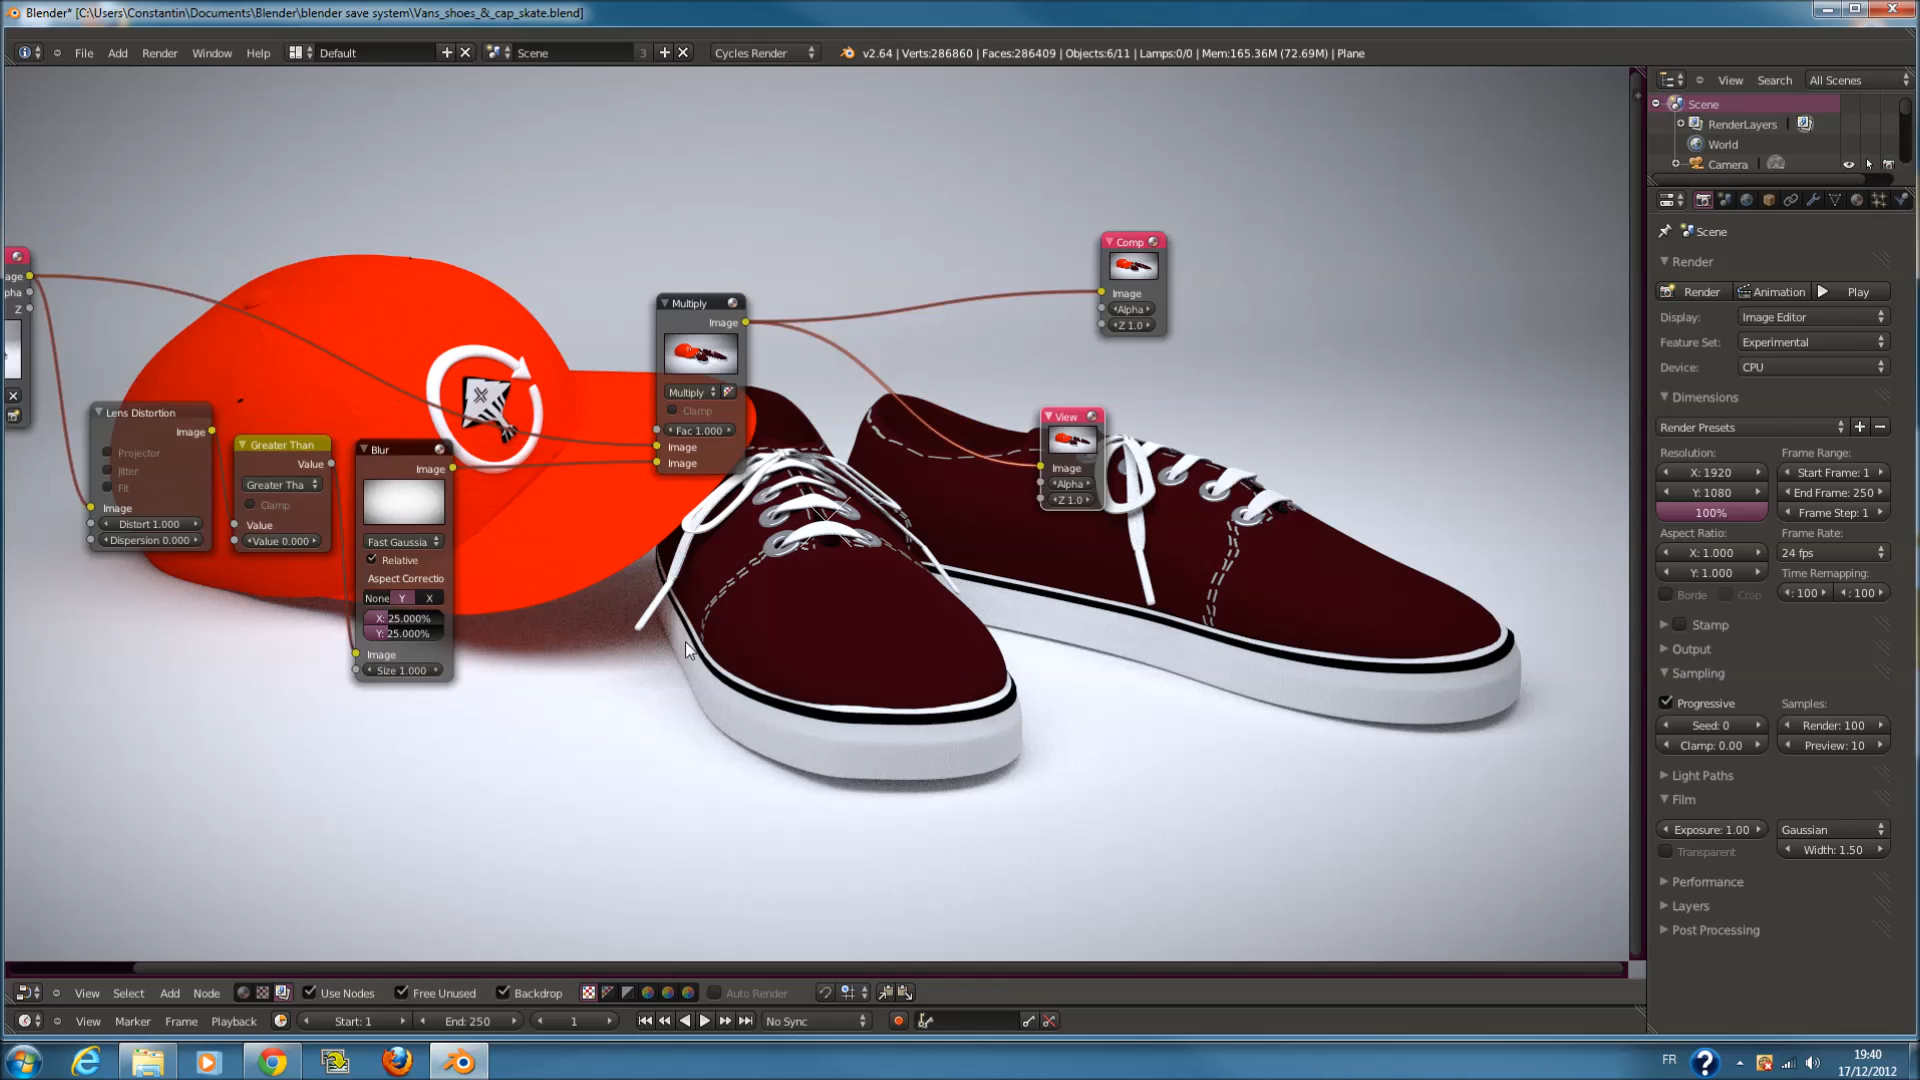 Blender* [C:\Users\Constantin\Documents\Blender\blender save system\Vans_shoes_&_cap_skate.blend]
File Add Render Window Help Default Scene 3 Cycles Render v2.64 | Verts:286860 | Faces:286409 | Objects:6/11 | Lamps:0/0 | Mem:165.36M (72.69M) | Plane
View Search All Scenes
Scene
RenderLayers
World
Camera
Scene
Render
Render Animation Play
Display: Image Editor
Feature Set: Experimental
Device: CPU
Dimensions
Render Presets
Resolution: Frame Range:
X: 1920 Start Frame: 1
Y: 1080 End Frame: 250
100% Frame Step: 1
Aspect Ratio: Frame Rate:
X: 1.000 24 fps
Y: 1.000 Time Remapping:
Borde Crop : 100 : 100
Stamp
Output
Sampling
Progressive Samples:
Seed: 0 Render: 100
Clamp: 0.00 Preview: 10
Light Paths
Film
Exposure: 1.00 Gaussian
Transparent Width: 1.50
Performance
Layers
Post Processing
age
pha
Z
Lens Distortion
Image
Projector
Jitter
Fit
Image
Distort 1.000
Dispersion 0.000
Greater Than
Value
Greater Tha
Clamp
Value
Value 0.000
Blur
Image
Fast Gaussia
Relative
Aspect Correctio
None Y X
X: 25.000%
Y: 25.000%
Image
Size 1.000
Multiply
Image
Multiply
Clamp
Fac 1.000
Image
Image
Comp
Image
Alpha
Z 1.0
View
Image
Alpha
Z 1.0
View Select Add Node Use Nodes Free Unused Backdrop Auto Render
View Marker Frame Playback Start: 1 End: 250 1 No Sync
FR ? 19:40
17/12/2012